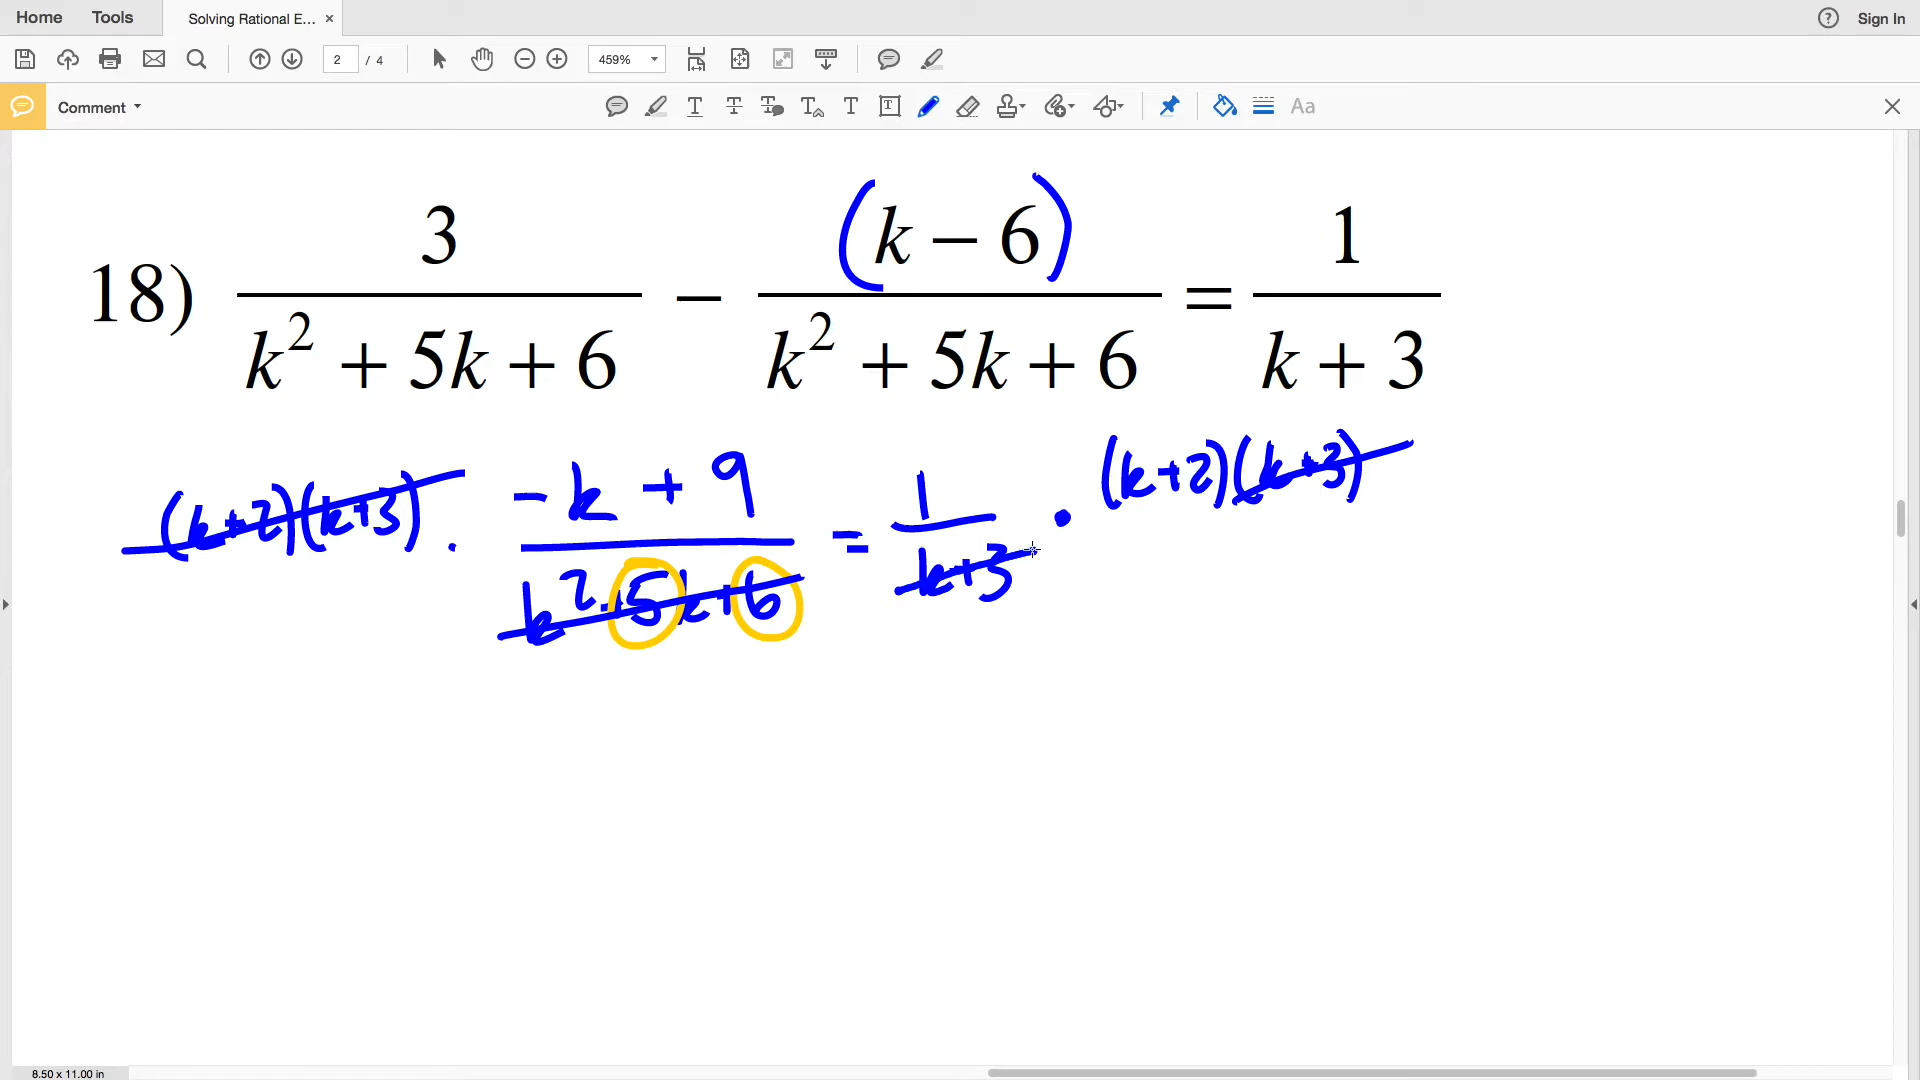 Home Tools Solving Rational E... × Sign In
2 / 4 459%
Comment Aa
18) 3 / (k² + 5k + 6) − (k − 6) / (k² + 5k + 6) = 1 / (k + 3)
(k+2)(k+3) · (-k + 9) / (k²+5k+6) = 1 / (k+3) · (k+2)(k+3)
8.50 x 11.00 in